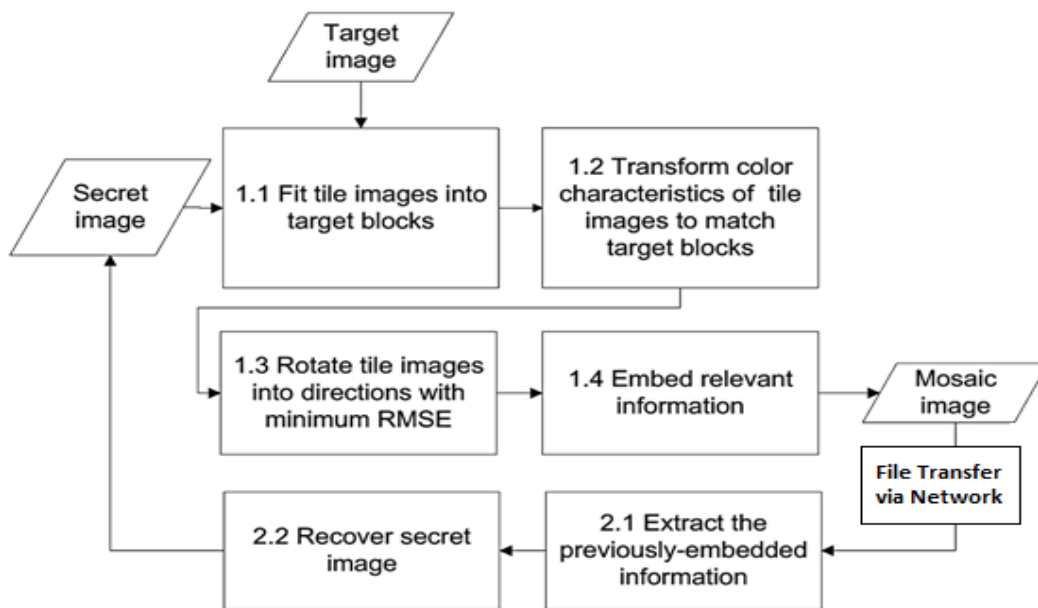 Target
image
Secret
image
1.1 Fit tile images into
target blocks
1.2 Transform color
characteristics of tile
images to match
target blocks
1.3 Rotate tile images
into directions with
minimum RMSE
1.4 Embed relevant
information
Mosaic
image
File Transfer
via Network
2.2 Recover secret
image
2.1 Extract the
previously-embedded
information